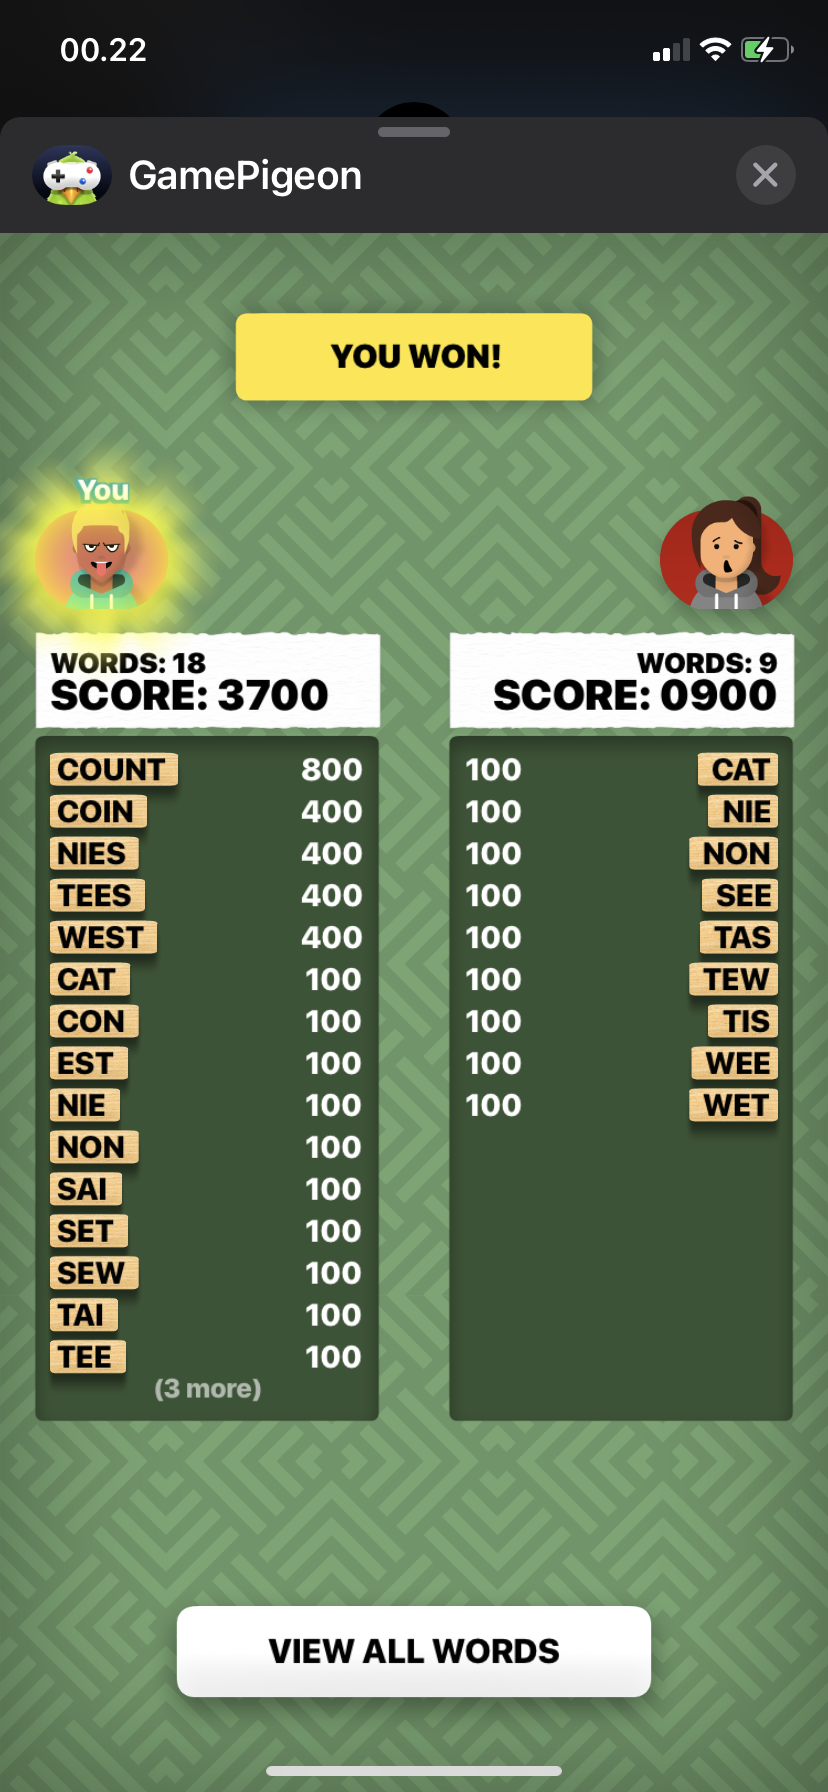 00.22
GamePigeon
YOU WON!
You
WORDS: 18
SCORE: 3700
COUNT 800
COIN 400
NIES 400
TEES 400
WEST 400
CAT 100
CON 100
EST 100
NIE 100
NON 100
SAI 100
SET 100
SEW 100
TAI 100
TEE 100
(3 more)
WORDS: 9
SCORE: 0900
100 CAT
100 NIE
100 NON
100 SEE
100 TAS
100 TEW
100 TIS
100 WEE
100 WET
VIEW ALL WORDS